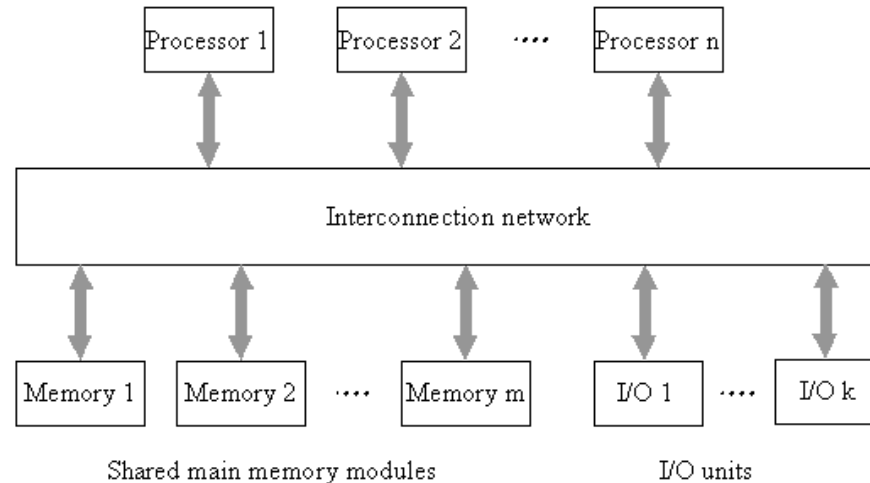 Processor 1
Processor 2
....
Processor n
Interconnection network
Memory 1
Memory 2
....
Memory m
I/O 1
....
I/O k
Shared main memory modules
I/O units